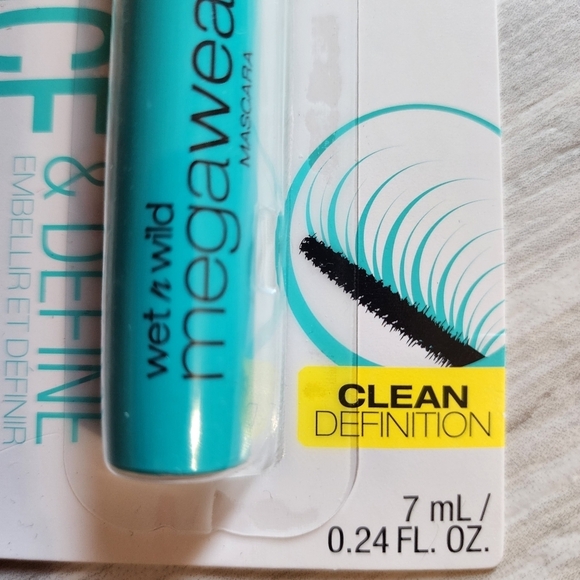 & DEFINE
EMBELLIR ET DÉFINIR
wet n wild
megawea
MASCARA
CLEAN
DEFINITION
7 mL /
0.24 FL. OZ.